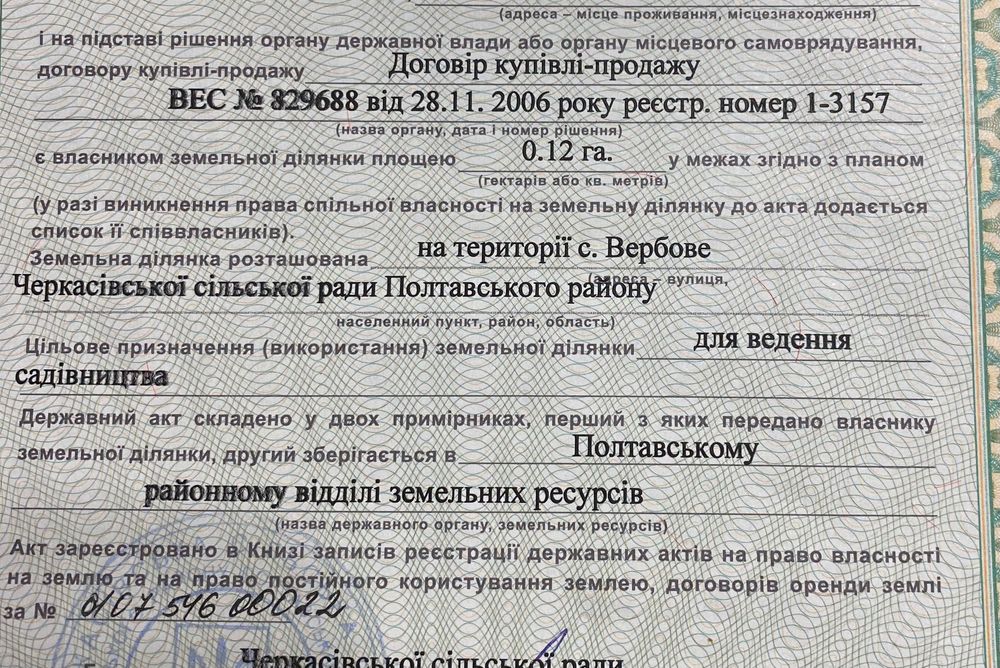 (адреса – місце проживання, місцезнаходження)
і на підставі рішення органу державної влади або органу місцевого самоврядування,
договору купівлі-продажу Договір купівлі-продажу
ВЕС № 829688 від 28.11. 2006 року реєстр. номер 1-3157
(назва органу, дата і номер рішення)
є власником земельної ділянки площею 0.12 га. у межах згідно з планом
(гектарів або кв. метрів)
(у разі виникнення права спільної власності на земельну ділянку до акта додається
список її співвласників).
Земельна ділянка розташована на території с. Вербове
(адреса – вулиця,
Черкасівської сільської ради Полтавського району
населенний пункт, район, область)
Цільове призначення (використання) земельної ділянки для ведення
садівництва
Державний акт складено у двох примірниках, перший з яких передано власнику
земельної ділянки, другий зберігається в Полтавському
районному відділі земельних ресурсів
(назва державного органу, земельних ресурсів)
Акт зареєстровано в Книзі записів реєстрації державних актів на право власності
на землю та на право постійного користування землею, договорів оренди землі
за № 010754600022
Черкасівської сільської ради